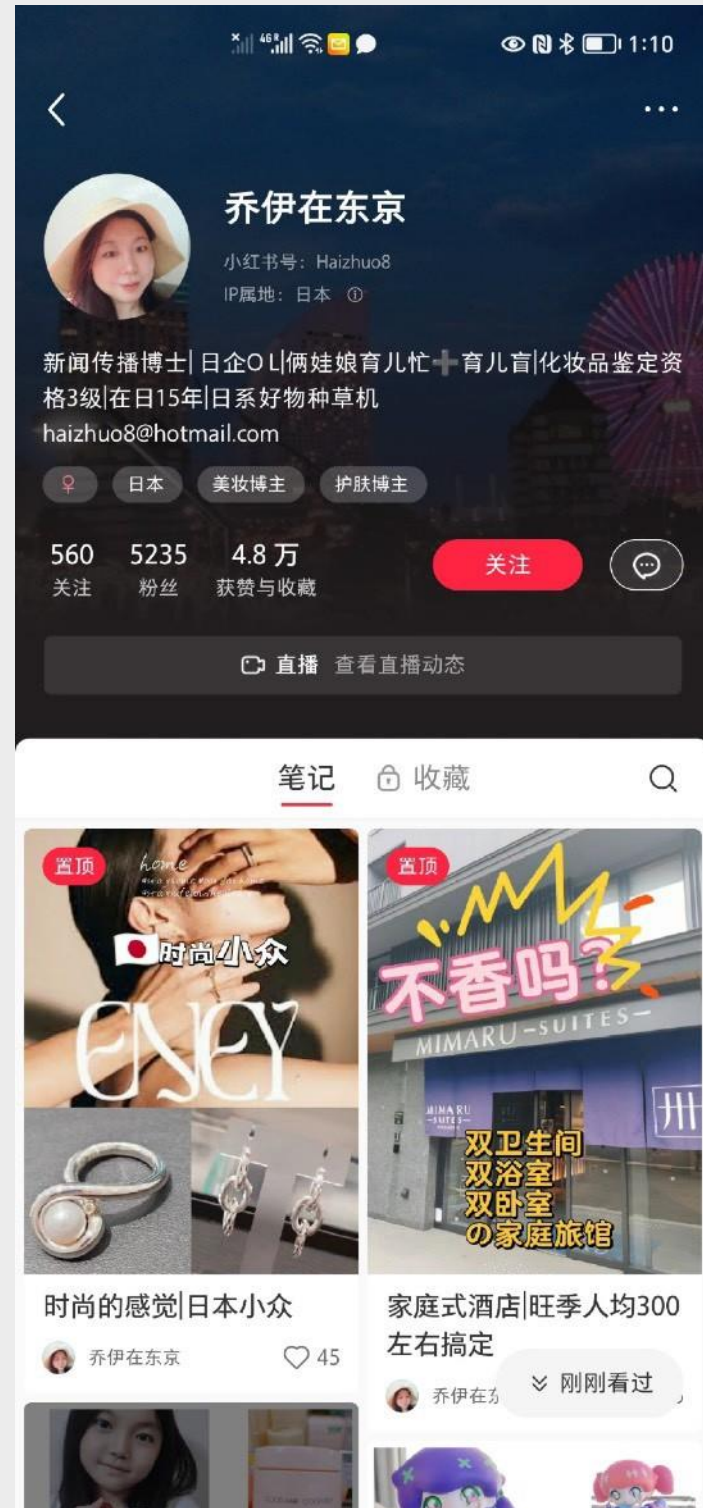 1:10
乔伊在东京
小红书号：Haizhuo8
IP属地：日本
新闻传播博士|日企OL|俩娃娘育儿忙➕育儿盲|化妆品鉴定资
格3级|在日15年|日系好物种草机
haizhuo8@hotmail.com
♀ 日本 美妆博主 护肤博主
560 5235 4.8 万
关注 粉丝 获赞与收藏
关注
直播 查看直播动态
笔记 收藏
置顶
home
时尚小众
ENEY
时尚的感觉|日本小众
乔伊在东京 45
置顶
不香吗?
MIMARU-SUITES-
MIMARU
-SUITES-
双卫生间
双浴室
双卧室
の家庭旅馆
家庭式酒店|旺季人均300
左右搞定
乔伊在
刚刚看过